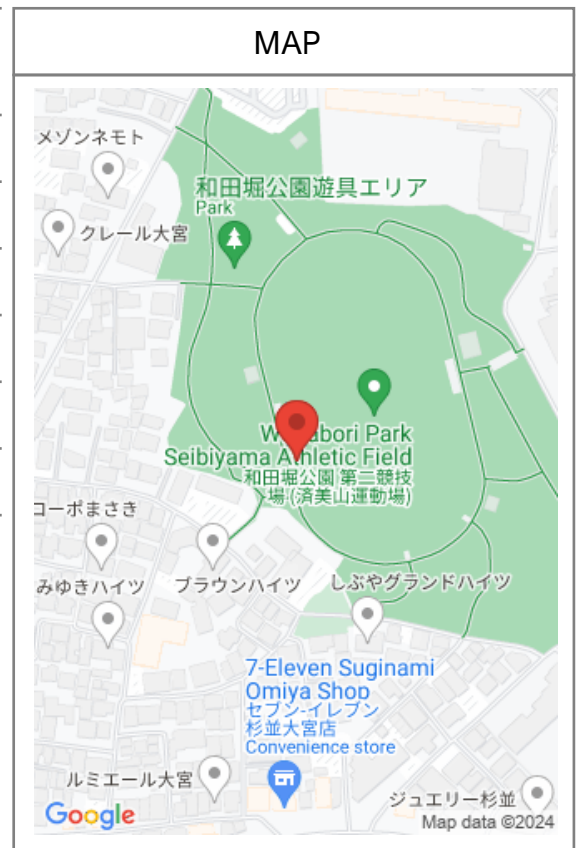 MAP
メゾンネモト
和田堀公園遊具エリア
Park
クレール大宮
Park
Seibiyama Athletic Field
和田堀公園 第二競技
場 (済美山運動場)
コーポまさき
みゆきハイツ
ブラウンハイツ
しぶやグランドハイツ
7-Eleven Suginami
Omiya Shop
セブン-イレブン
杉並大宮店
Convenience store
ルミエール大宮
ジュエリー杉並
Google
Map data ©2024